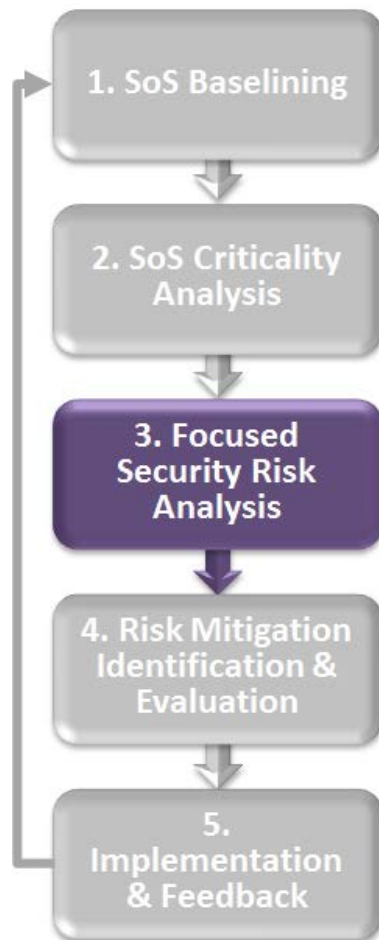 1. SoS Baselining
2. SoS Criticality
Analysis
3. Focused
Security Risk
Analysis
4. Risk Mitigation
Identification &
Evaluation
5.
Implementation
& Feedback